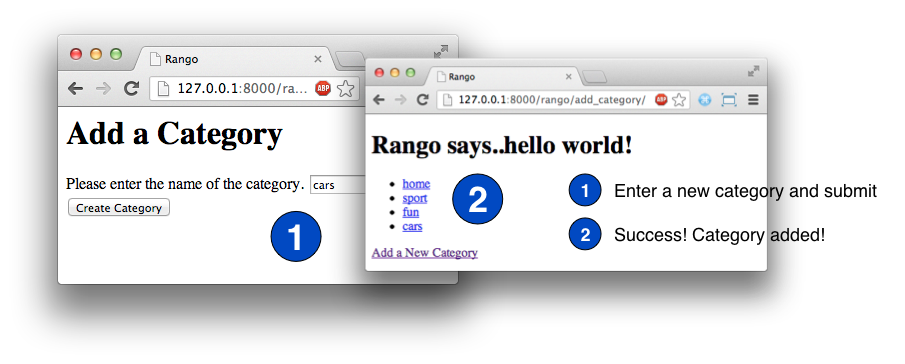 Rango
127.0.0.1:8000/ra...
ABP
Add a Category
Please enter the name of the category. cars
Create Category
1
Rango
127.0.0.1:8000/rango/add_category/
ABP
Rango says..hello world!
home
sport
fun
cars
Add a New Category
2
1 Enter a new category and submit
2 Success! Category added!